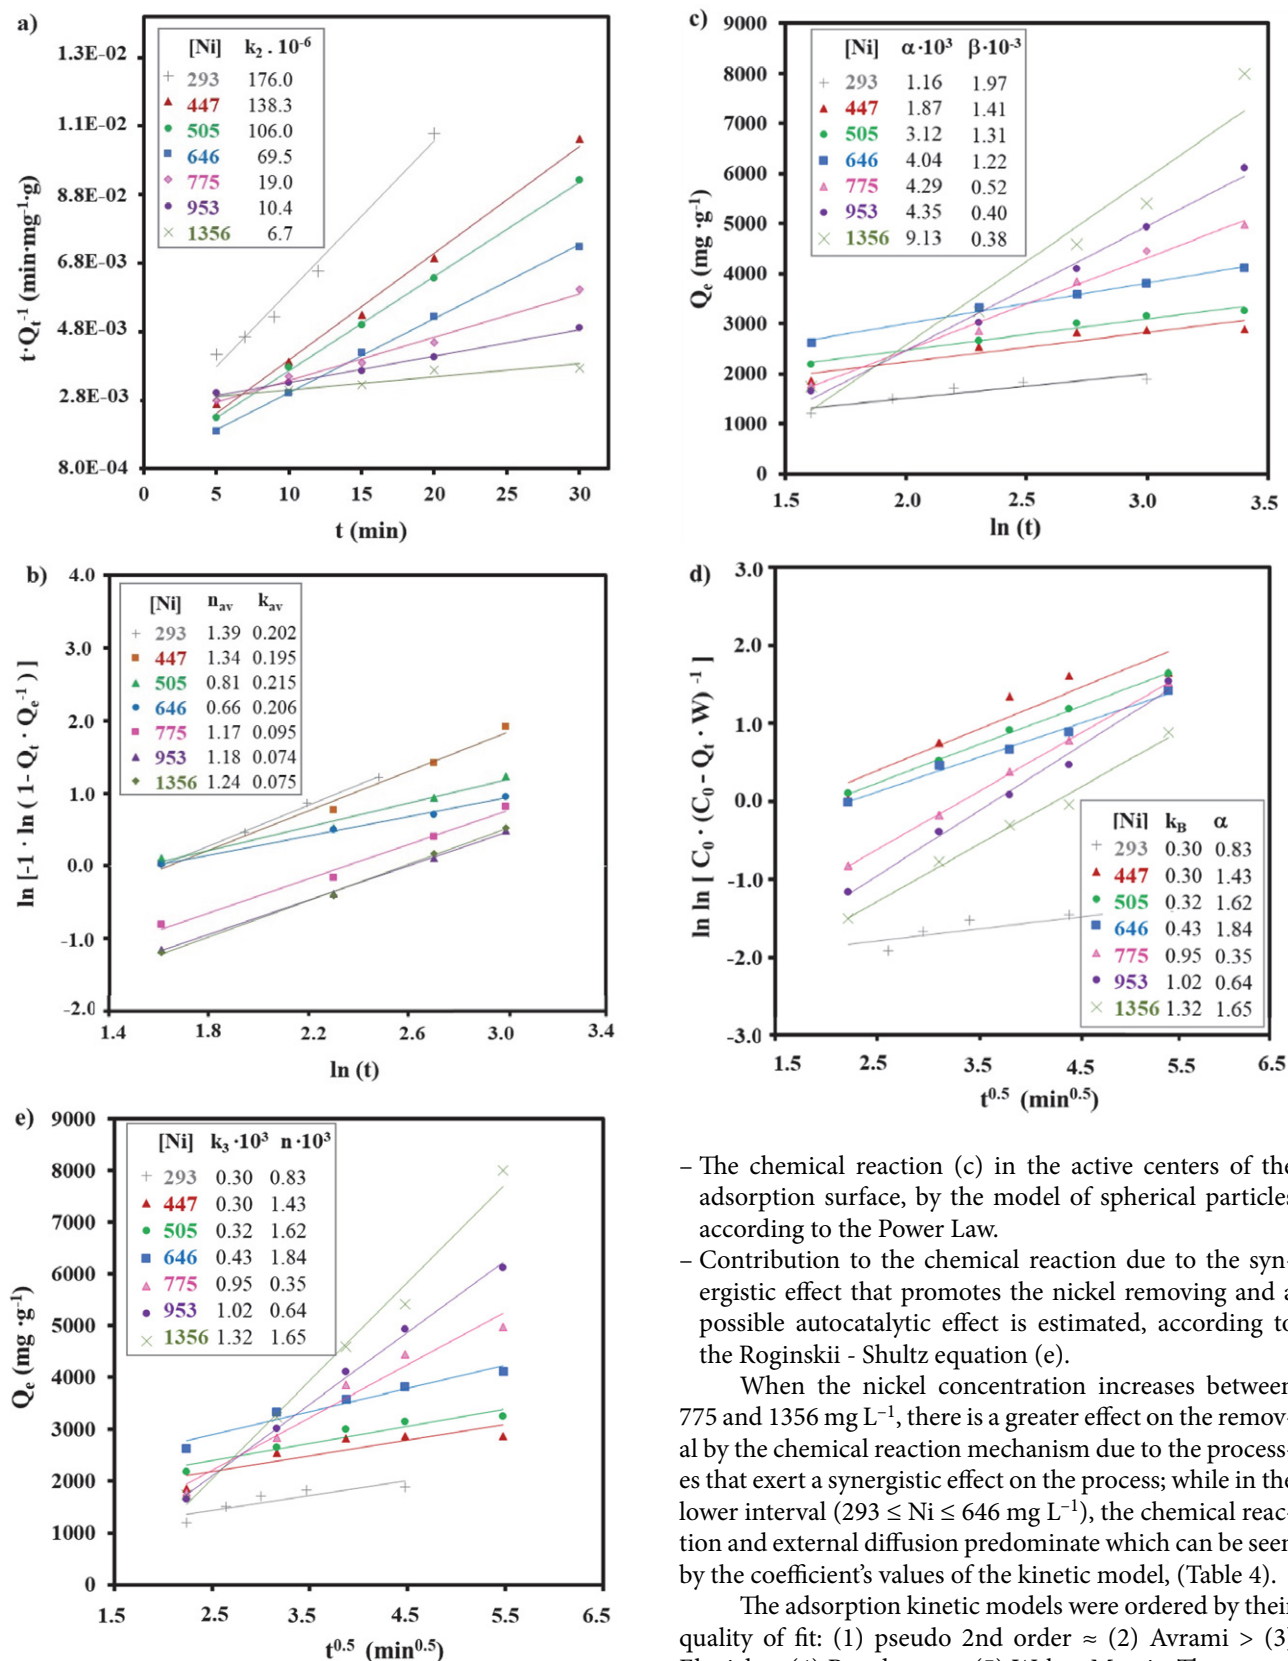 a)
[Ni] k₂ . 10⁻⁶
293 176.0
447 138.3
505 106.0
646 69.5
775 19.0
953 10.4
1356 6.7
1.3E-02
1.1E-02
8.8E-03
6.8E-03
4.8E-03
2.8E-03
8.0E-04
t·Qₜ⁻¹ (min·mg⁻¹·g)
0 5 10 15 20 25 30
t (min)
c)
[Ni] α·10³ β·10⁻³
293 1.16 1.97
447 1.87 1.41
505 3.12 1.31
646 4.04 1.22
775 4.29 0.52
953 4.35 0.40
1356 9.13 0.38
9000
8000
7000
6000
5000
4000
3000
2000
1000
0
Qₑ (mg ·g⁻¹)
1.5 2.0 2.5 3.0 3.5
ln (t)
b)
[Ni] nₐᵥ kₐᵥ
293 1.39 0.202
447 1.34 0.195
505 0.81 0.215
646 0.66 0.206
775 1.17 0.095
953 1.18 0.074
1356 1.24 0.075
4.0
3.0
2.0
1.0
0.0
-1.0
-2.0
ln [-1 · ln ( 1- Qₜ · Qₑ⁻¹ ) ]
1.4 1.8 2.2 2.6 3.0 3.4
ln (t)
d)
3.0
2.0
1.0
0.0
-1.0
-2.0
-3.0
ln ln [ C₀ · (C₀ - Qₜ · W) ⁻¹ ]
[Ni] k_B α
293 0.30 0.83
447 0.30 1.43
505 0.32 1.62
646 0.43 1.84
775 0.95 0.35
953 1.02 0.64
1356 1.32 1.65
1.5 2.5 3.5 4.5 5.5 6.5
t⁰·⁵ (min⁰·⁵)
e)
[Ni] k₃ ·10³ n ·10³
293 0.30 0.83
447 0.30 1.43
505 0.32 1.62
646 0.43 1.84
775 0.95 0.35
953 1.02 0.64
1356 1.32 1.65
9000
8000
7000
6000
5000
4000
3000
2000
1000
0
Qₑ (mg ·g⁻¹)
1.5 2.5 3.5 4.5 5.5 6.5
t⁰·⁵ (min⁰·⁵)
– The chemical reaction (c) in the active centers of the
adsorption surface, by the model of spherical particles
according to the Power Law.
– Contribution to the chemical reaction due to the syn-
ergistic effect that promotes the nickel removing and a
possible autocatalytic effect is estimated, according to
the Roginskii - Shultz equation (e).
When the nickel concentration increases between
775 and 1356 mg L⁻¹, there is a greater effect on the remov-
al by the chemical reaction mechanism due to the process-
es that exert a synergistic effect on the process; while in the
lower interval (293 ≤ Ni ≤ 646 mg L⁻¹), the chemical reac-
tion and external diffusion predominate which can be seen
by the coefficient's values of the kinetic model, (Table 4).
The adsorption kinetic models were ordered by their
quality of fit: (1) pseudo 2nd order ≈ (2) Avrami > (3)